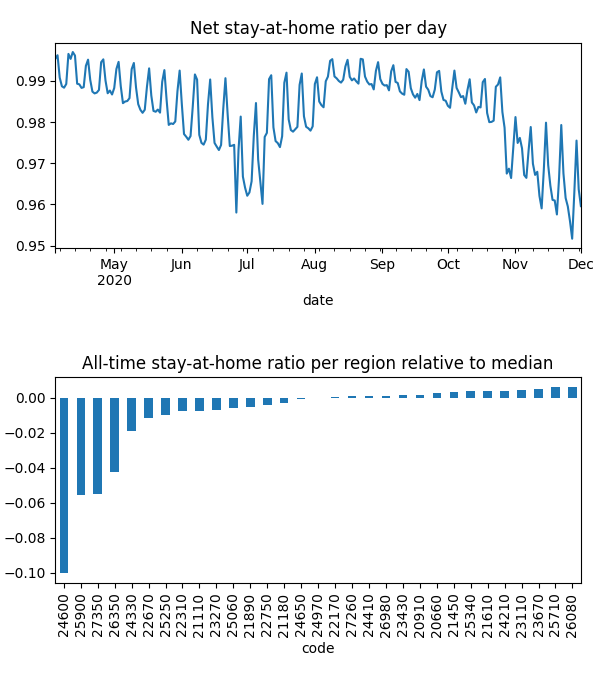 Net stay-at-home ratio per day
0.99
0.98
0.97
0.96
0.95
May Jun Jul Aug Sep Oct Nov Dec
2020
date
All-time stay-at-home ratio per region relative to median
0.00
−0.02
−0.04
−0.06
−0.08
−0.10
24600 25900 27350 26350 24330 22670 25250 22310 21110 23270 25060 21890 22750 21180 24650 24970 22170 27260 24410 26980 23430 20910 20660 21450 25340 21610 24210 23110 23670 25710 26080
code